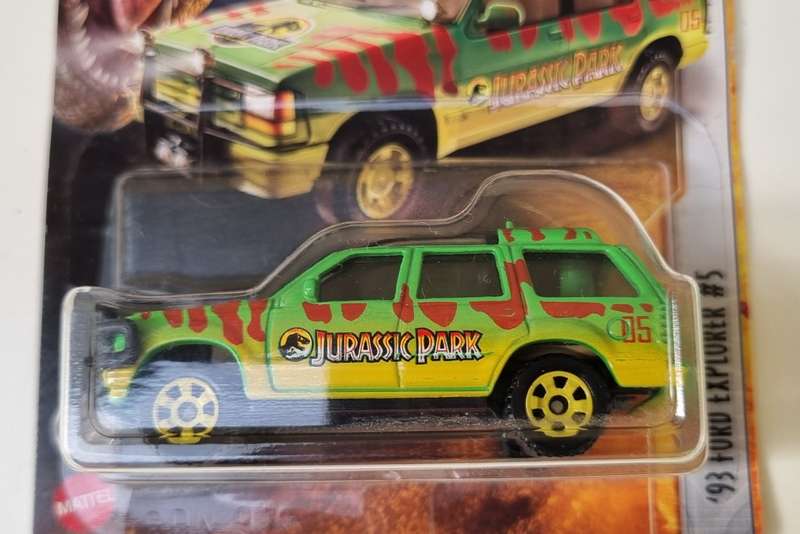 JURASSIC PARK
05
JURASSIC PARK
05
'93 FORD EXPLORER #5
MATTEL